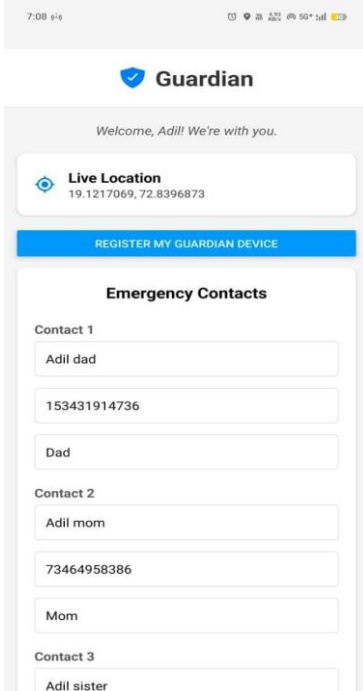 7:08
5G+
Guardian
Welcome, Adil! We're with you.
Live Location
19.1217069, 72.8396873
REGISTER MY GUARDIAN DEVICE
Emergency Contacts
Contact 1
Adil dad
153431914736
Dad
Contact 2
Adil mom
73464958386
Mom
Contact 3
Adil sister